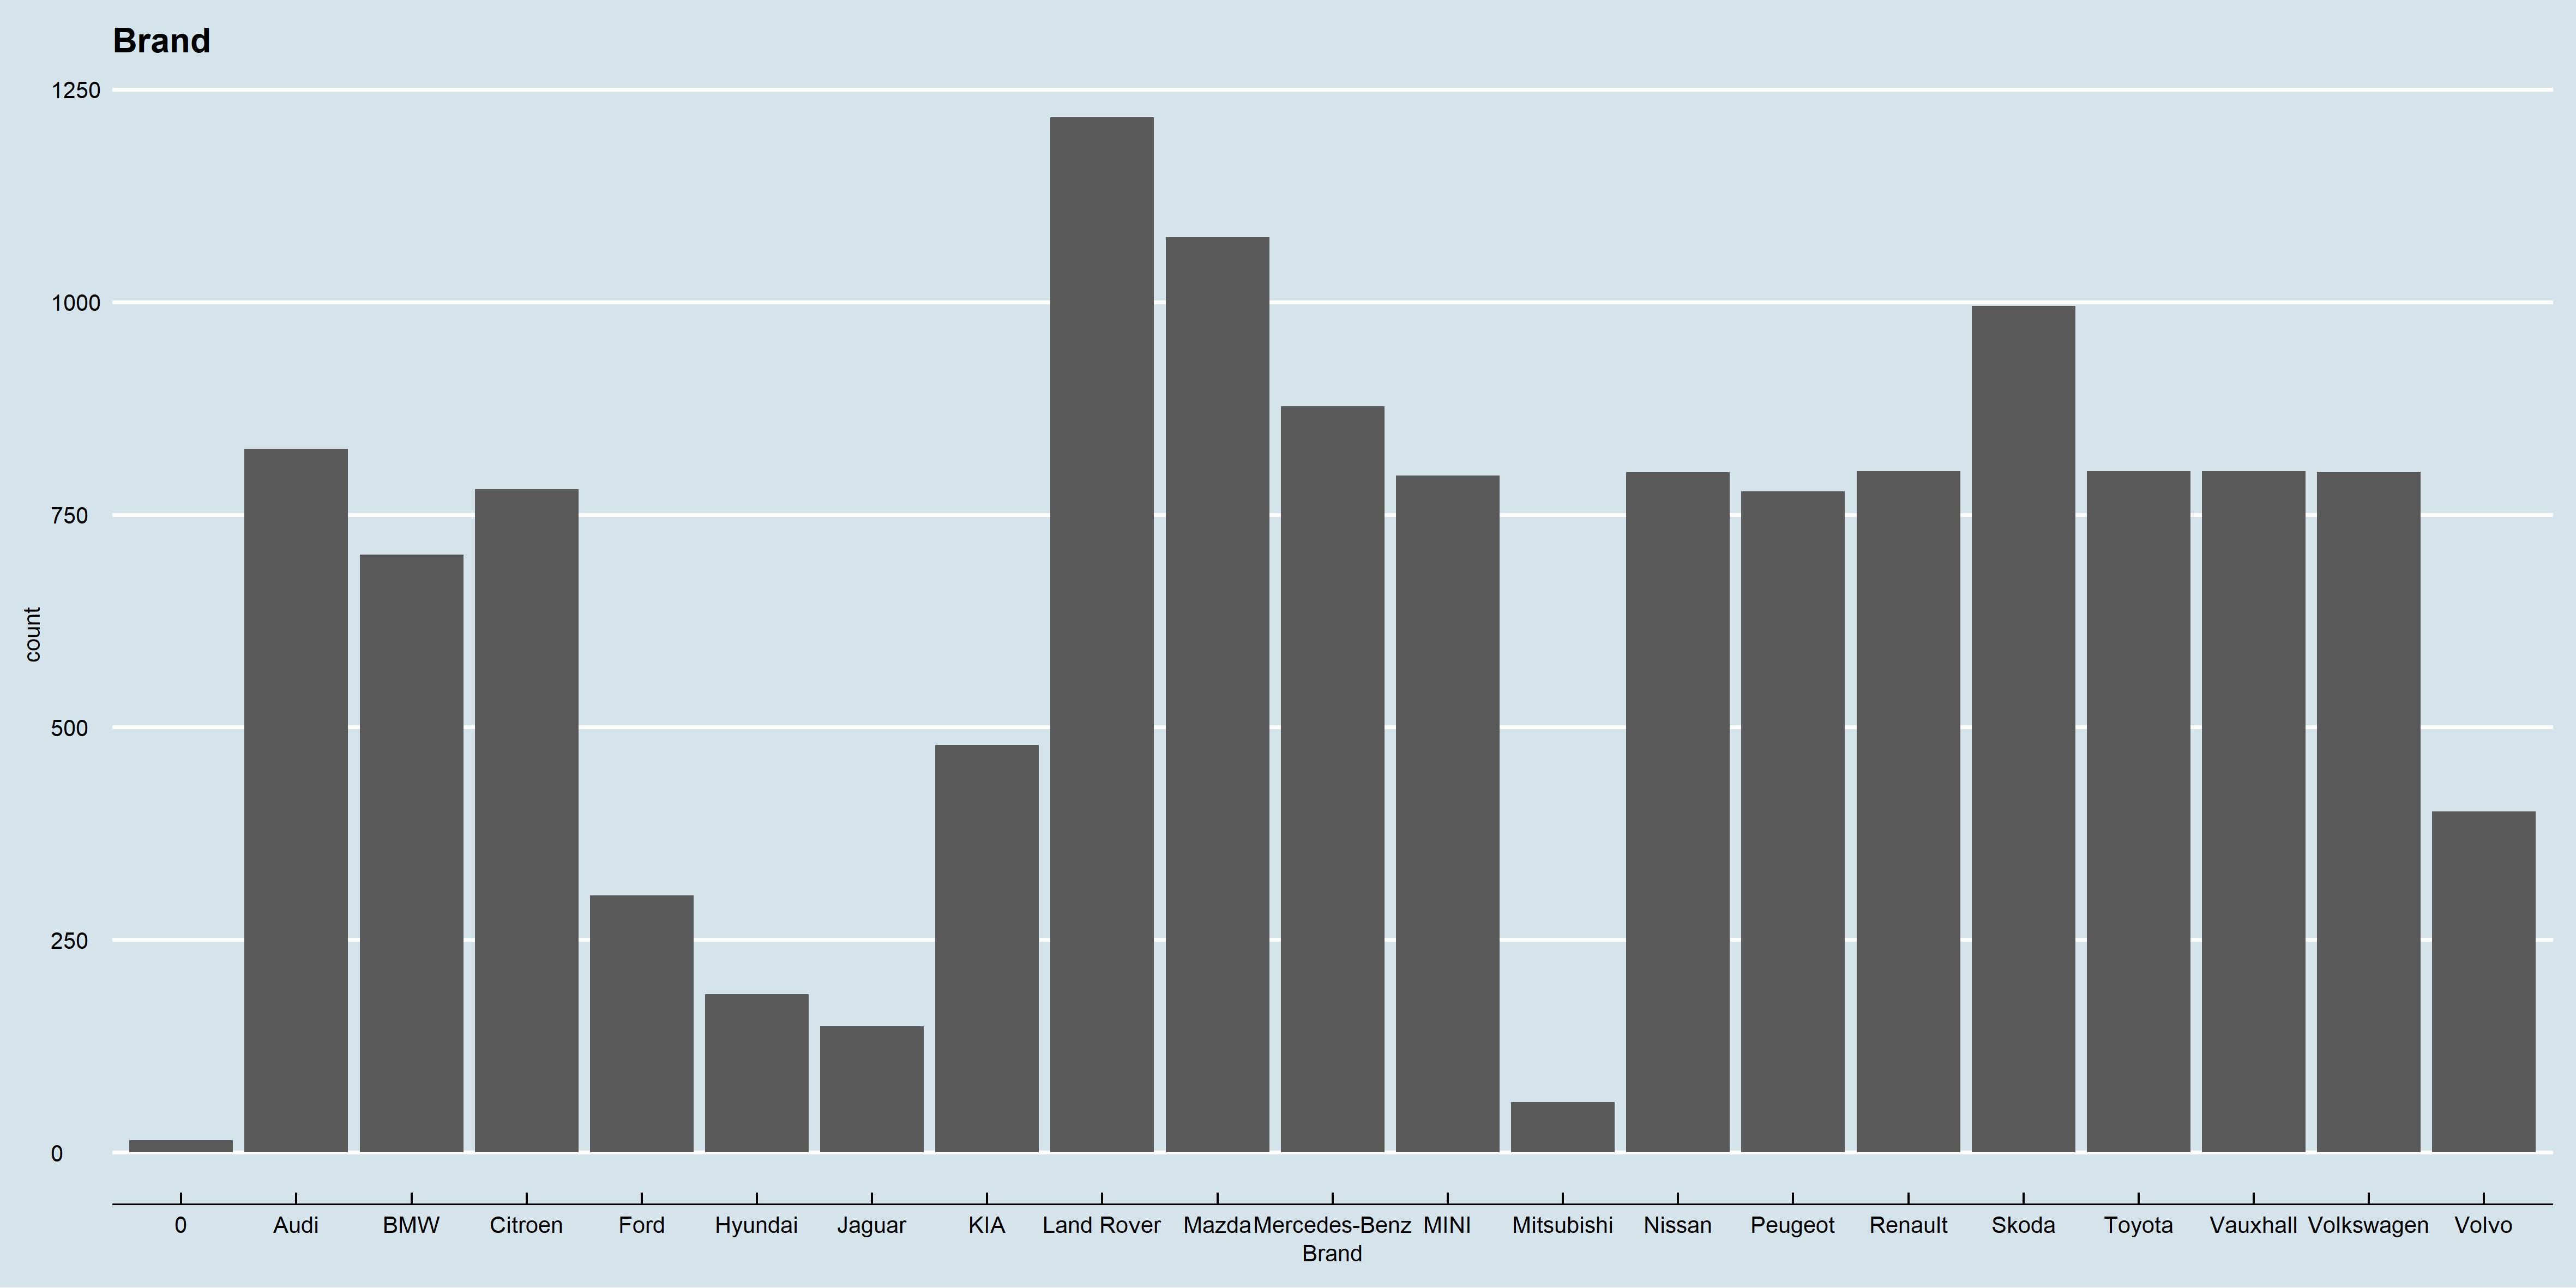 Brand
1250
1000
750
500
250
0
count
0 Audi BMW Citroen Ford Hyundai Jaguar KIA Land Rover Mazda Mercedes-Benz MINI Mitsubishi Nissan Peugeot Renault Skoda Toyota Vauxhall Volkswagen Volvo
Brand